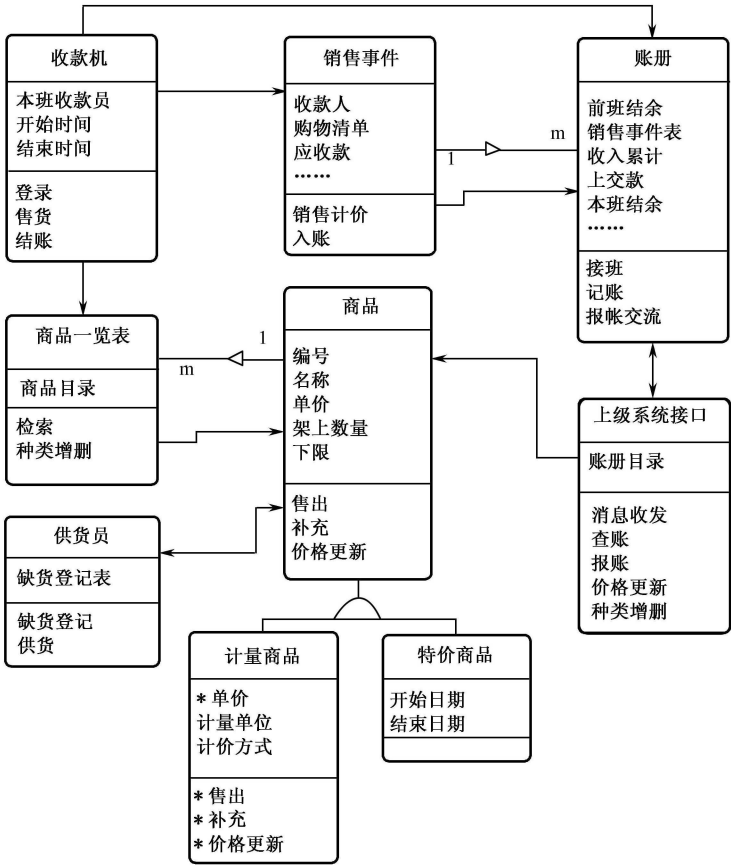 收款机
本班收款员
开始时间
结束时间
登录
售货
结账
销售事件
收款人
购物清单
应收款
……
销售计价
入账
1
m
账册
前班结余
销售事件表
收入累计
上交款
本班结余
……
接班
记账
报帐交流
商品一览表
商品目录
检索
种类增删
m
1
商品
编号
名称
单价
架上数量
下限
售出
补充
价格更新
上级系统接口
账册目录
消息收发
查账
报账
价格更新
种类增删
供货员
缺货登记表
缺货登记
供货
计量商品
* 单价
计量单位
计价方式
* 售出
* 补充
* 价格更新
特价商品
开始日期
结束日期